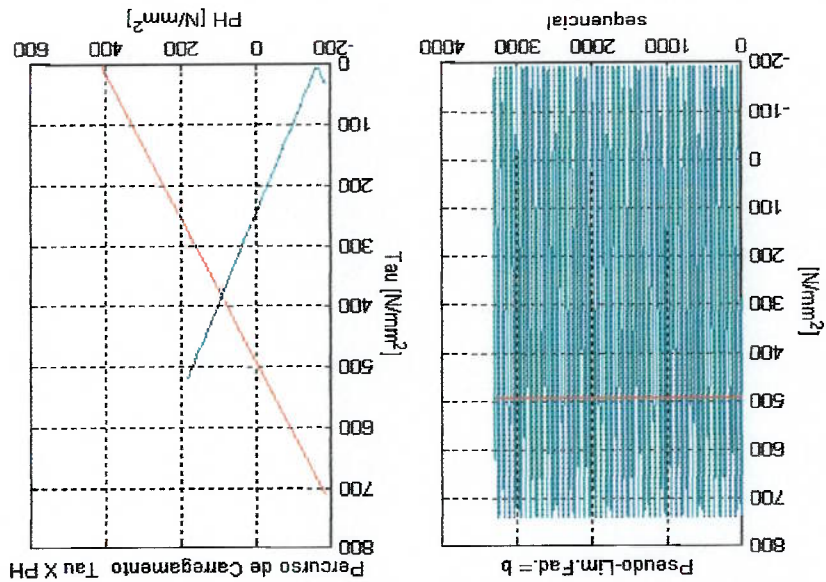 Percurso de Carregamento Tau X PH
800
700
600
500
400
300
200
100
0
Tau [N/mm²]
-200 0 200 400 600
PH [N/mm²]
Pseudo-Lim.Fad. = b
800
700
600
500
400
300
200
100
0
-100
-200
[N/mm²]
0 1000 2000 3000 4000
sequencial